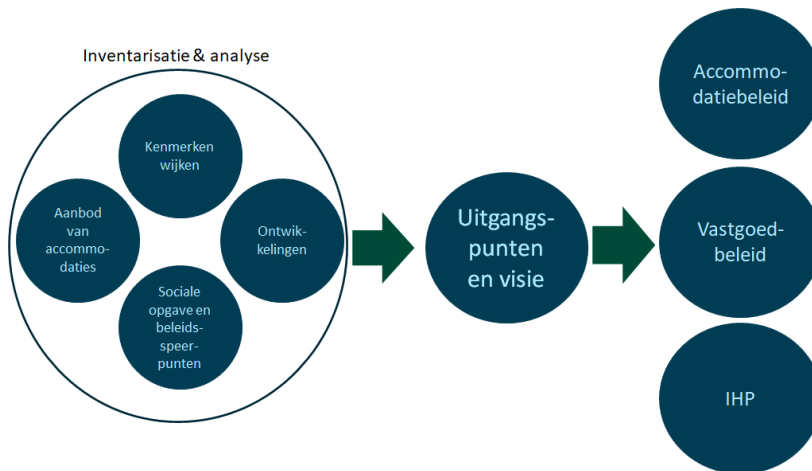 Inventarisatie & analyse
Kenmerken
wijken
Aanbod
van
accommo-
daties
Ontwik-
kelingen
Sociale
opgave en
beleids-
speer-
punten
Uitgangs-
punten
en visie
Accommo-
datiebeleid
Vastgoed-
beleid
IHP